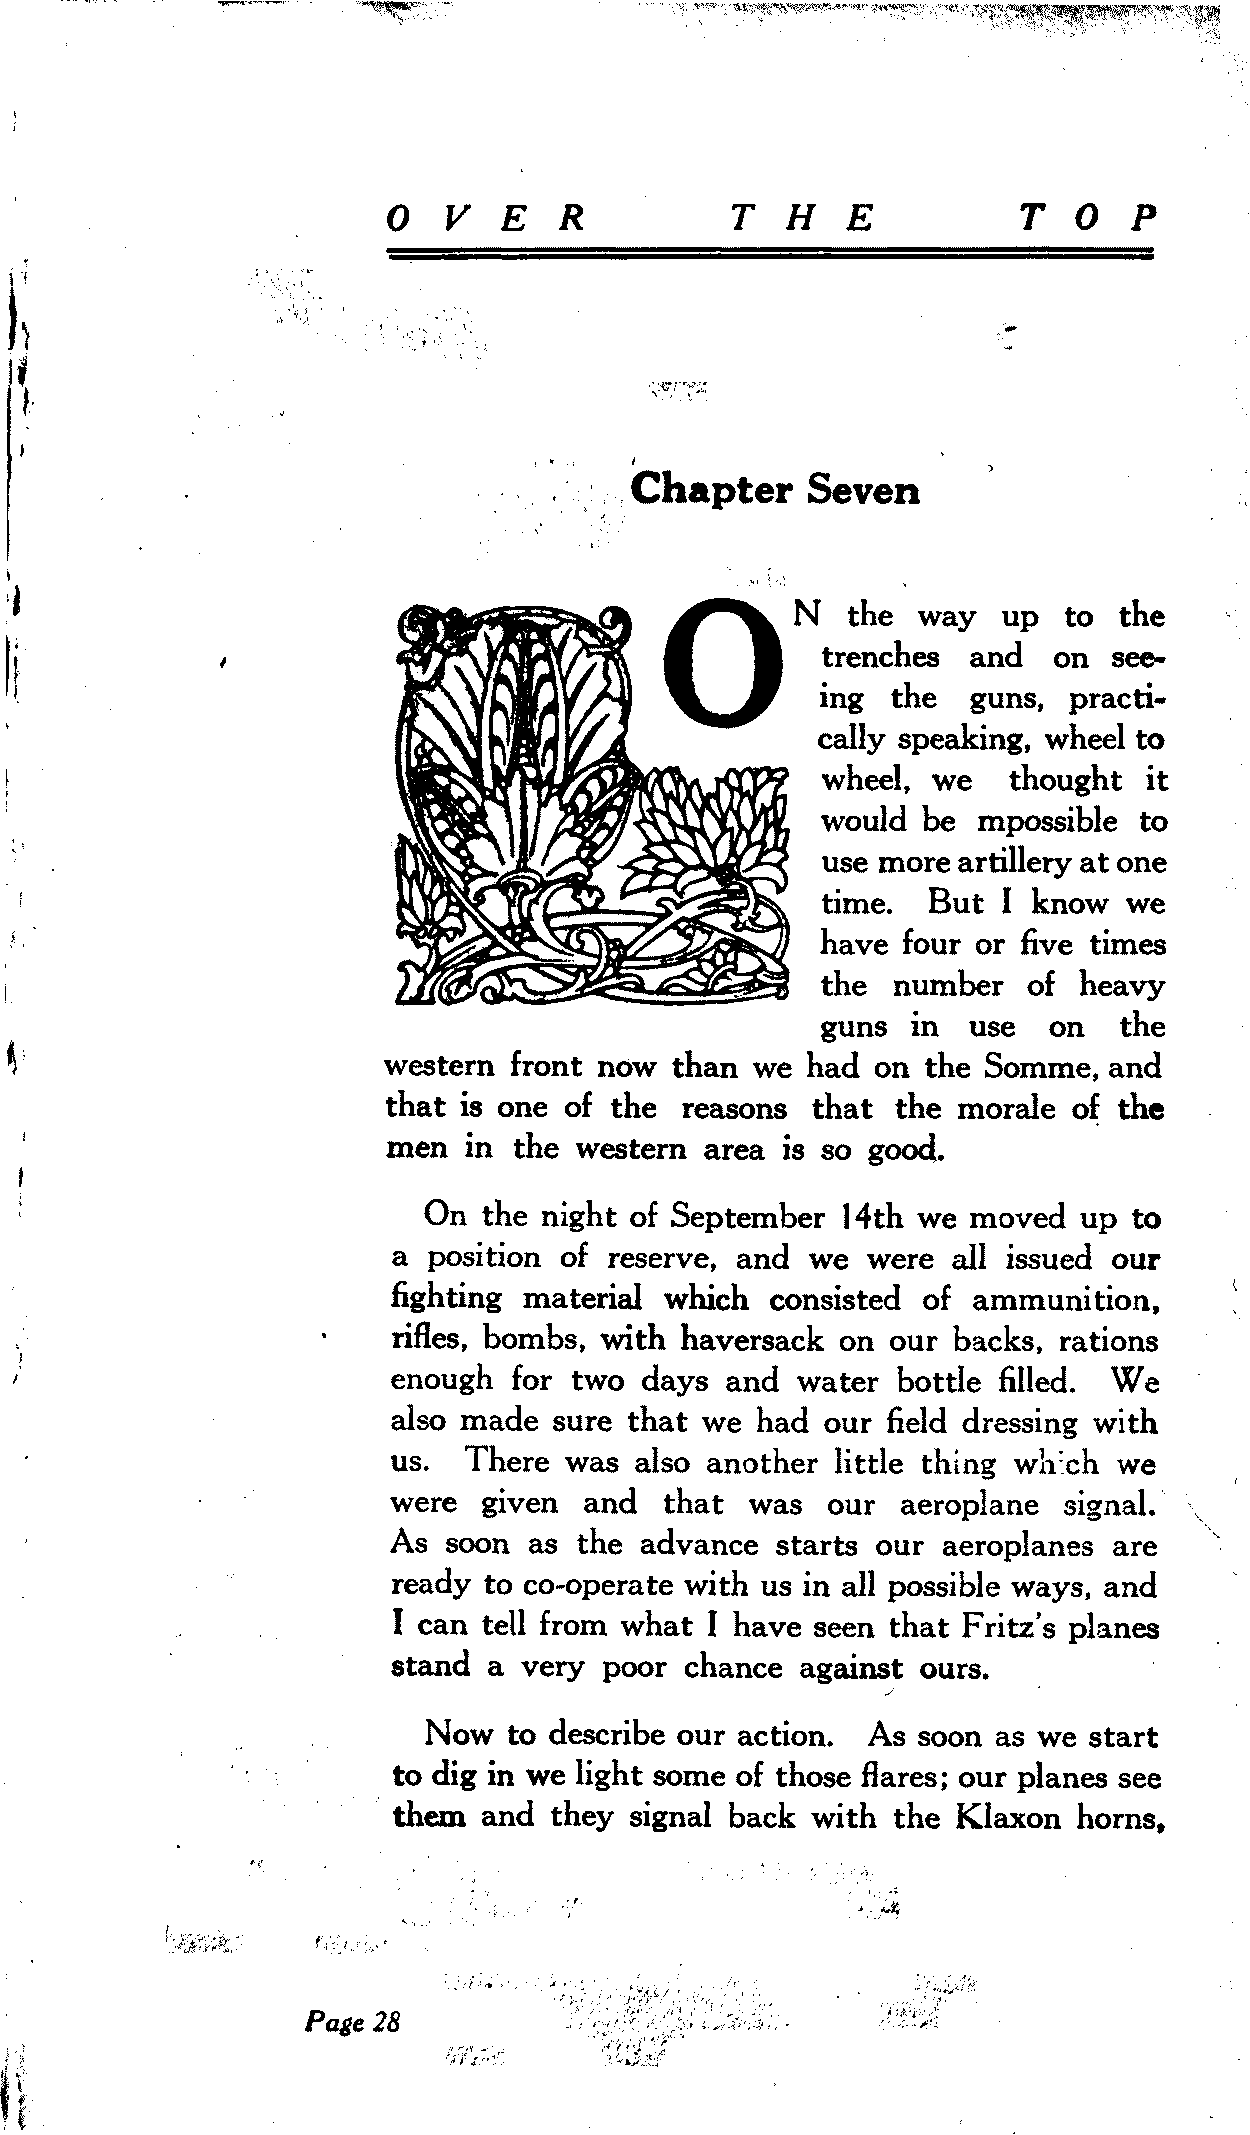 OVER THE TOP
Chapter Seven
ON the way up to the
trenches and on see-
ing the guns, practi-
cally speaking, wheel to
wheel, we thought it
would be mpossible to
use more artillery at one
time. But I know we
have four or five times
the number of heavy
guns in use on the
western front now than we had on the Somme, and
that is one of the reasons that the morale of the
men in the western area is so good.
On the night of September 14th we moved up to
a position of reserve, and we were all issued our
fighting material which consisted of ammunition,
rifles, bombs, with haversack on our backs, rations
enough for two days and water bottle filled. We
also made sure that we had our field dressing with
us. There was also another little thing which we
were given and that was our aeroplane signal.
As soon as the advance starts our aeroplanes are
ready to co-operate with us in all possible ways, and
I can tell from what I have seen that Fritz's planes
stand a very poor chance against ours.
Now to describe our action. As soon as we start
to dig in we light some of those flares; our planes see
them and they signal back with the Klaxon horns,
Page 28